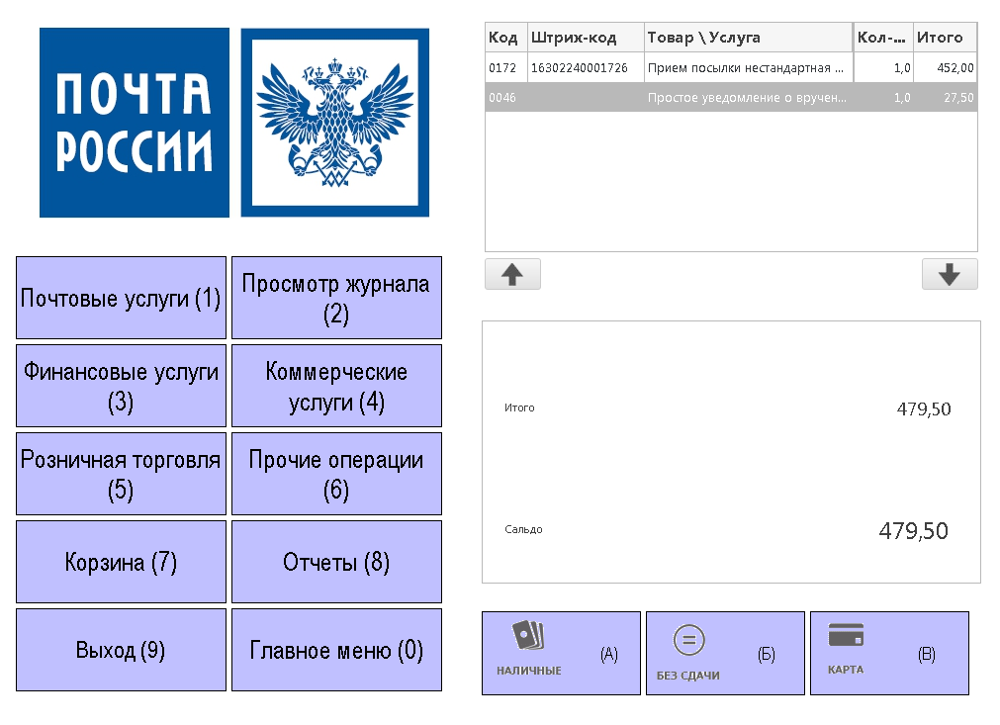 ПОЧТА
РОССИИ
Код Штрих-код Товар \ Услуга Кол-... Итого
0172 16302240001726 Прием посылки нестандартная ... 1,0 452,00
0046 Простое уведомление о вручен... 1,0 27,50
Почтовые услуги (1)
Просмотр журнала
(2)
Финансовые услуги
(3)
Коммерческие
услуги (4)
Розничная торговля
(5)
Прочие операции
(6)
Корзина (7)
Отчеты (8)
Выход (9)
Главное меню (0)
Итого 479,50
Сальдо 479,50
НАЛИЧНЫЕ (А)
БЕЗ СДАЧИ (Б)
КАРТА (В)